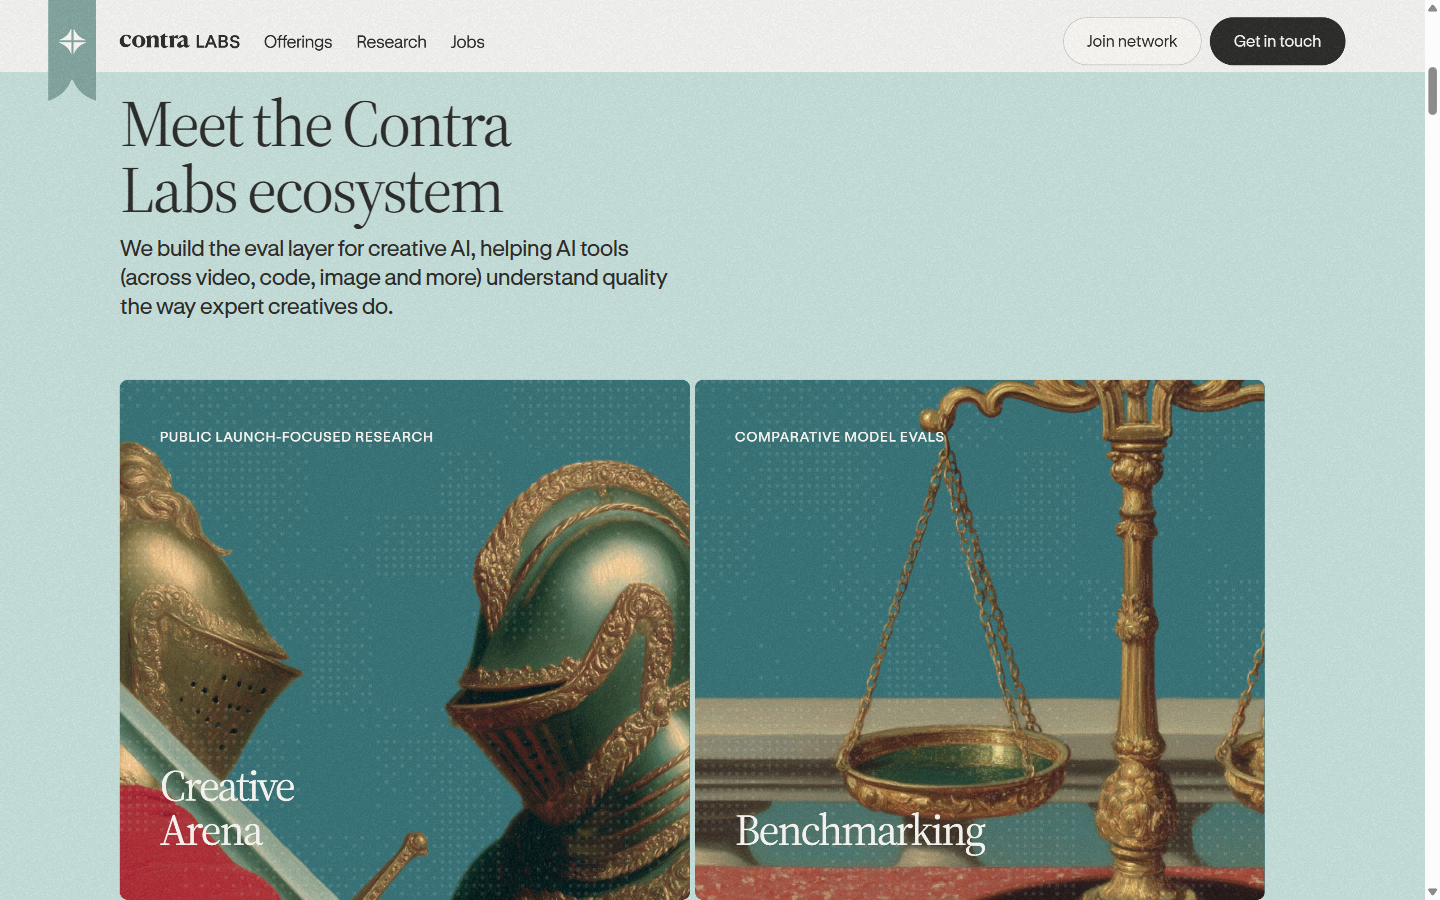 contra LABS
Offerings
Research
Jobs
Join network
Get in touch
Meet the Contra
Labs ecosystem
We build the eval layer for creative AI, helping AI tools
(across video, code, image and more) understand quality
the way expert creatives do.
PUBLIC LAUNCH-FOCUSED RESEARCH
Creative
Arena
COMPARATIVE MODEL EVALS
Benchmarking